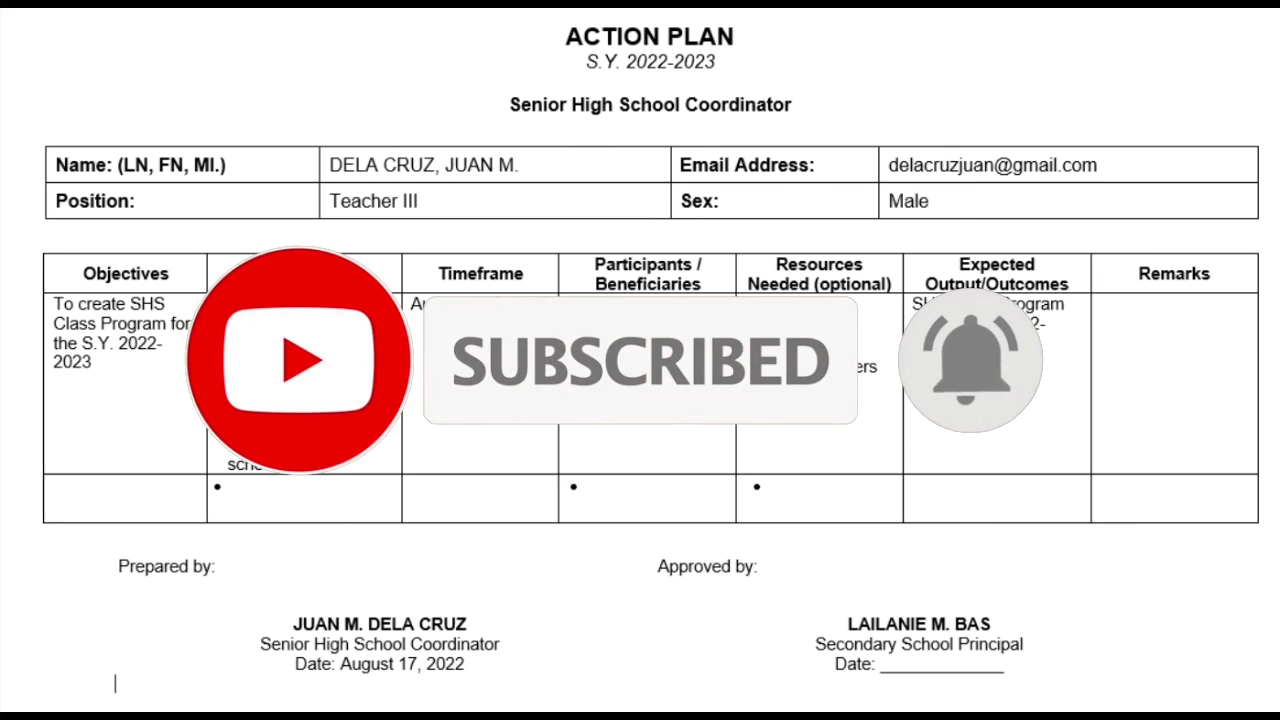 ACTION PLAN
S.Y. 2022-2023
Senior High School Coordinator
Name: (LN, FN, MI.) DELA CRUZ, JUAN M. Email Address: delacruzjuan@gmail.com
Position: Teacher III Sex: Male
Objectives Timeframe Participants / Beneficiaries Resources Needed (optional) Expected Output/Outcomes Remarks
To create SHS
Class Program for
the S.Y. 2022-
2023
SUBSCRIBED
Prepared by: Approved by:
JUAN M. DELA CRUZ LAILANIE M. BAS
Senior High School Coordinator Secondary School Principal
Date: August 17, 2022 Date: ____________